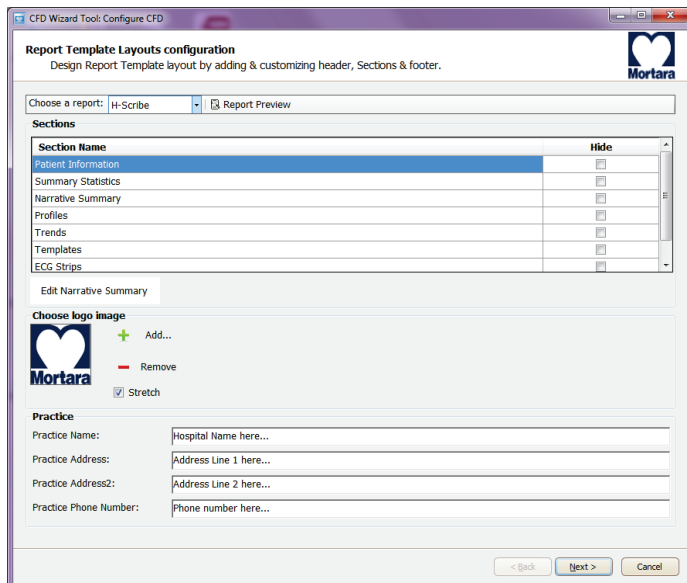 CFD Wizard Tool: Configure CFD
Report Template Layouts configuration
Design Report Template layout by adding & customizing header, Sections & footer.
Mortara
Choose a report: H-Scribe Report Preview
Sections
Section Name Hide
Patient Information
Summary Statistics
Narrative Summary
Profiles
Trends
Templates
ECG Strips
Edit Narrative Summary
Choose logo image
Mortara
Add...
Remove
Stretch
Practice
Practice Name: Hospital Name here...
Practice Address: Address Line 1 here...
Practice Address2: Address Line 2 here...
Practice Phone Number: Phone number here...
< Back Next > Cancel